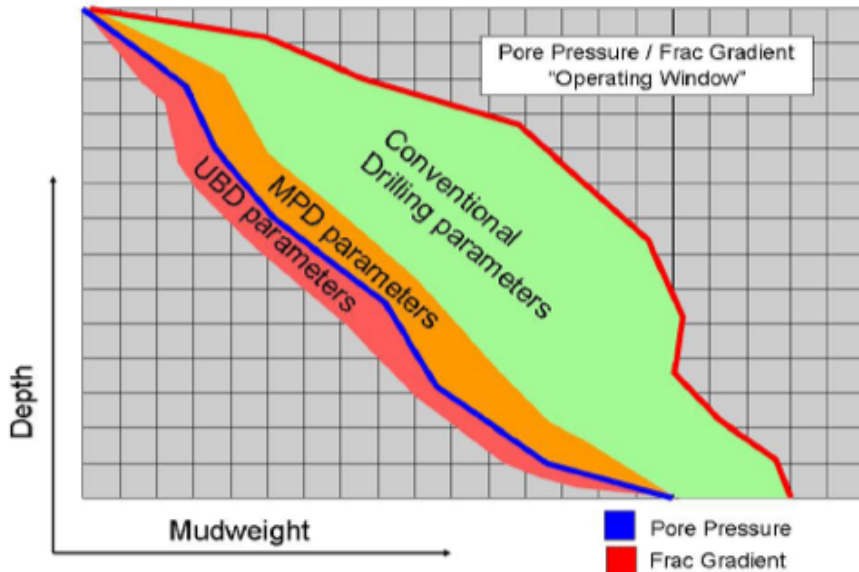 Pore Pressure / Frac Gradient
"Operating Window"
Conventional
Drilling parameters
MPD parameters
UBD parameters
Depth
Mudweight
Pore Pressure
Frac Gradient